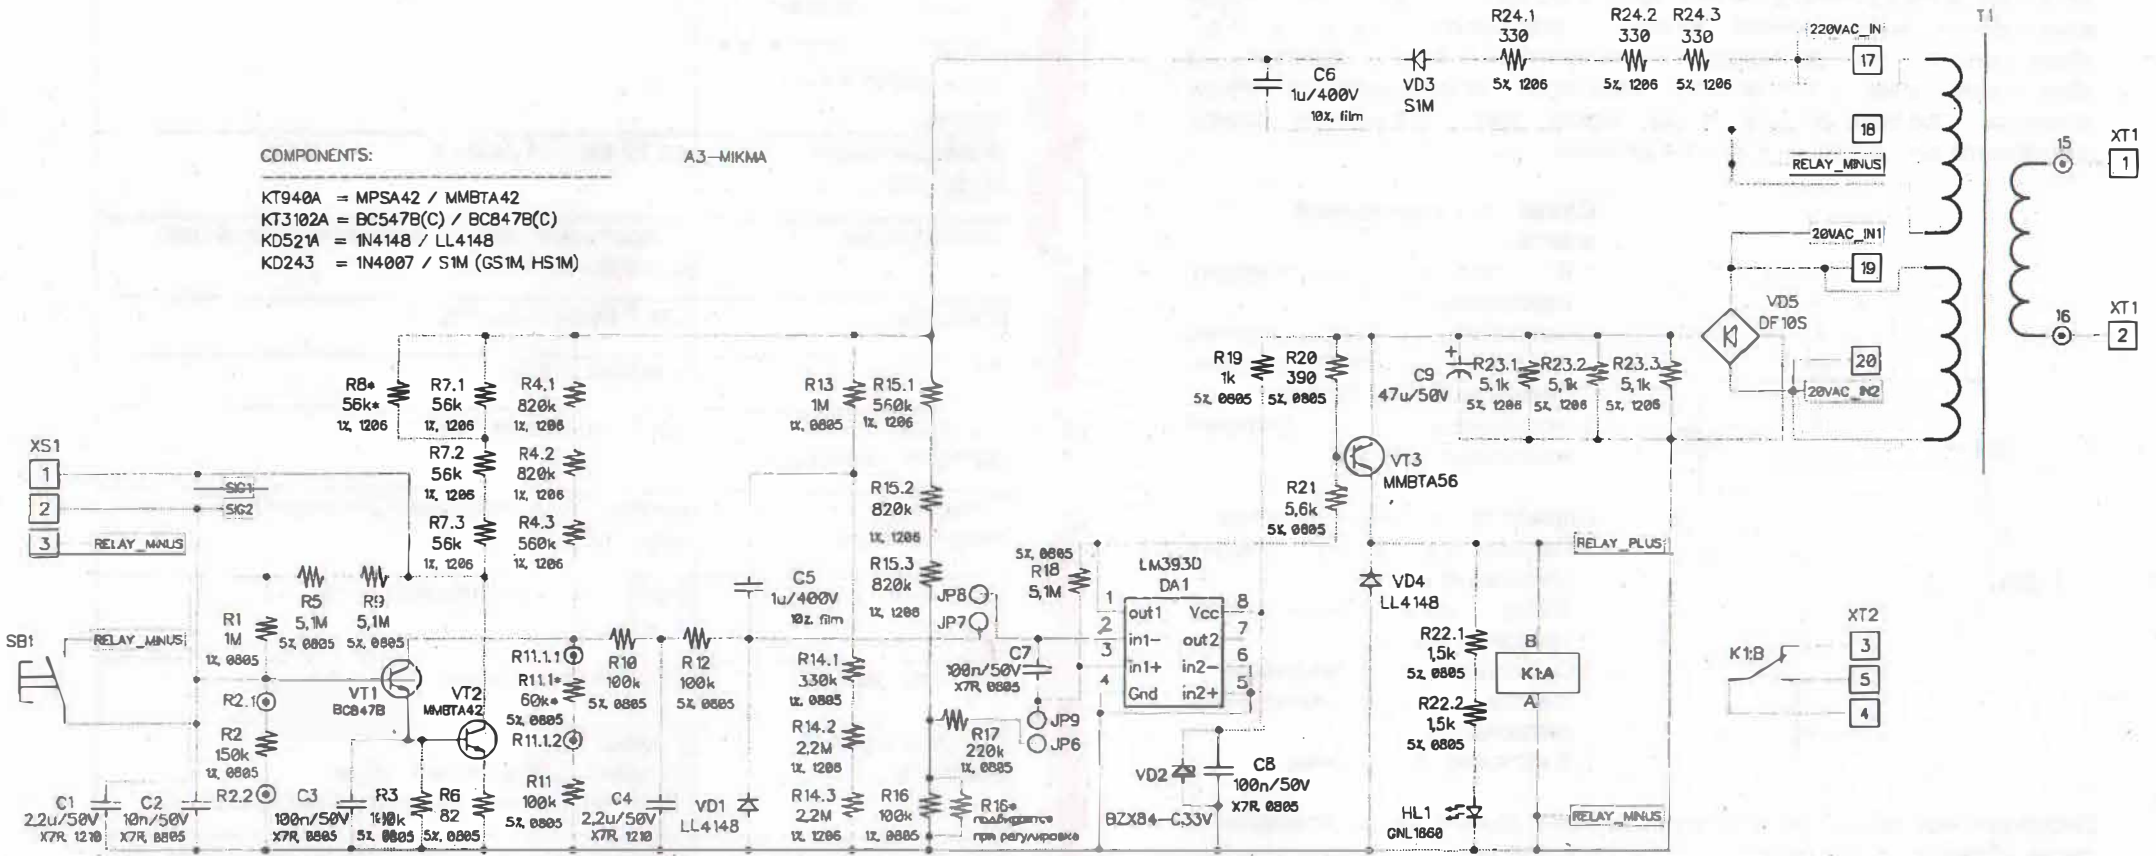 R24.1
330
5%, 1206
R24.2
330
5%, 1206
R24.3
330
5%, 1206
220VAC_IN
17
T1
C6
1u/400V
10%, film
VD3
S1M
18
RELAY_MINUS
15
XT1
1
COMPONENTS:
A3-MIKMA
KT940A = MPSA42 / MMBTA42
KT3102A = BC547B(C) / BC847B(C)
KD521A = 1N4148 / LL4148
KD243 = 1N4007 / S1M (GS1M, HS1M)
20VAC_IN1
19
VD5
DF10S
16
XT1
2
20
20VAC_IN2
R8*
56k*
1%, 1206
R7.1
56k
1%, 1206
R4.1
820k
1%, 1206
R13
1M
1%, 0805
R15.1
560k
1%, 1206
R19
1k
5%, 0805
R20
390
5%, 0805
+
C9
47u/50V
R23.1
5,1k
5%, 1206
R23.2
5,1k
5%, 1206
R23.3
5,1k
5%, 1206
XS1
1
2
3
SIG1
SIG2
RELAY_MINUS
R7.2
56k
1%, 1206
R4.2
820k
1%, 1206
R7.3
56k
1%, 1206
R4.3
560k
1%, 1206
R15.2
820k
1%, 1206
R15.3
820k
1%, 1206
VT3
MMBTA56
R21
5,6k
5%, 0805
RELAY_PLUS
R5
5,1M
5%, 0805
R9
5,1M
5%, 0805
C5
1u/400V
10%, film
JP8
JP7
5%, 0805
R18
5,1M
LM393D
DA1
1 out1 Vcc 8
2 in1- out2 7
3 in1+ in2- 6
4 Gnd in2+ 5
VD4
LL4148
SB1
RELAY_MINUS
R1
1M
1%, 0805
R2.1
R2
150k
1%, 0805
R2.2
VT1
BC847B
VT2
MMBTA42
R11.1.1
R11.1*
60k*
5%, 0805
R11.1.2
R11
100k
5%, 0805
R10
100k
5%, 0805
R12
100k
5%, 0805
R14.1
330k
1%, 0805
R14.2
2.2M
1%, 1206
R14.3
2.2M
1%, 1206
C7
100n/50V
X7R, 0805
JP9
JP6
R17
220k
1%, 0805
R22.1
1,5k
5%, 0805
R22.2
1,5k
5%, 0805
B
K1:A
A
K1:B
XT2
3
5
4
C1
2,2u/50V
X7R, 1210
C2
10n/50V
X7R, 0805
C3
100n/50V
X7R, 0805
R3
10k
5%, 0805
R6
82
5%, 0805
C4
2,2u/50V
X7R, 1210
VD1
LL4148
R16
100k
1%, 0805
R16*
подбирается
при регулировке
VD2
BZX84-C33V
C8
100n/50V
X7R, 0805
HL1
GNL1860
RELAY_MINUS